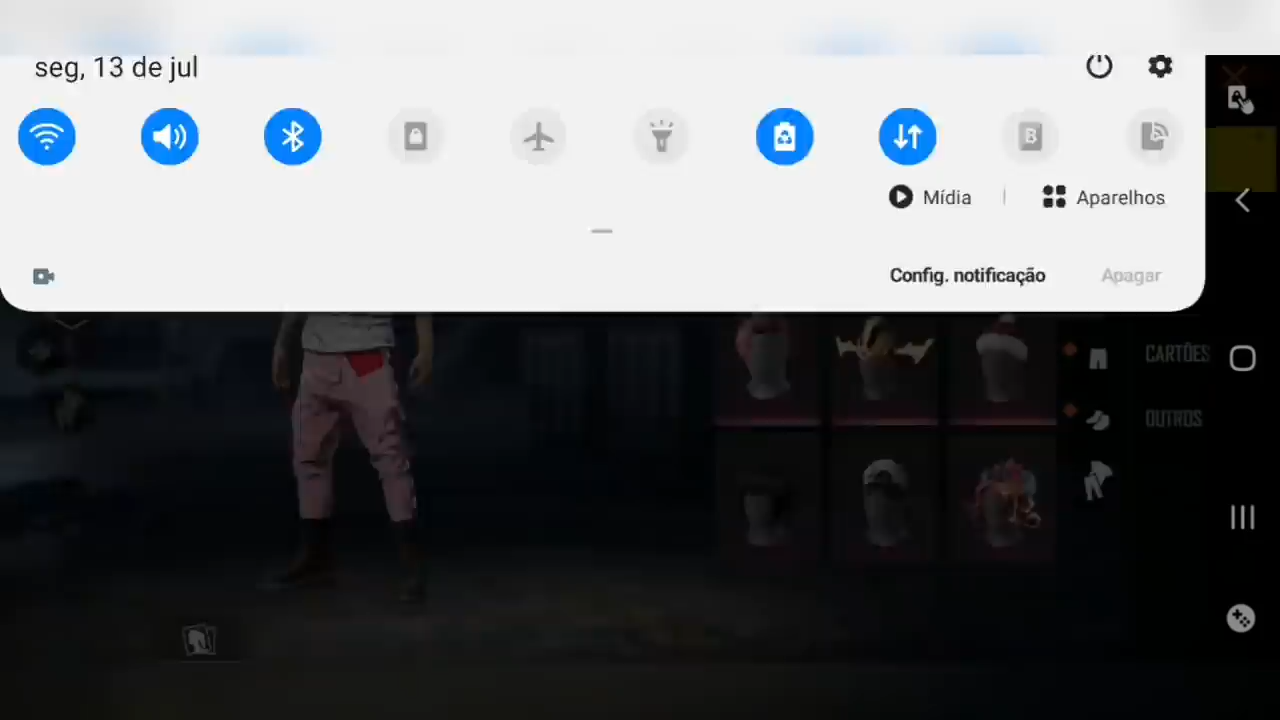 seg, 13 de jul
Mídia
Aparelhos
Config. notificação
Apagar
CARTÕES
OUTROS